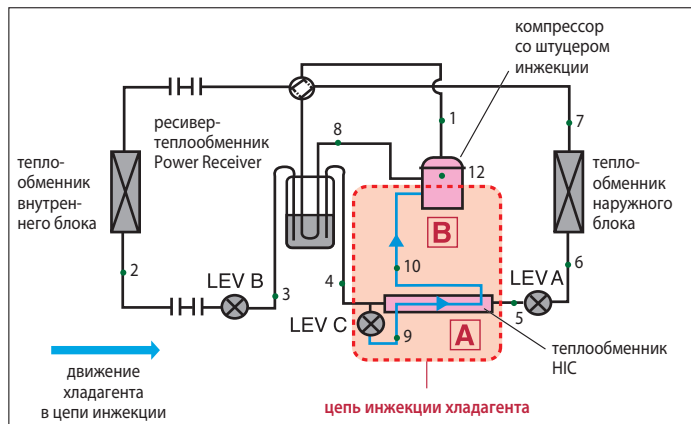 компрессор
со штуцером
инжекции
1
7
ресивер-
теплообменник
Power Receiver
8
тепло-
обменник
внутрен-
него блока
12
тепло-
обменник
наружного
блока
B
2
10
6
LEV B
3
4
LEV A
LEV C
5
9
A
движение
хладагента
в цепи инжекции
теплообменник
HIC
цепь инжекции хладагента